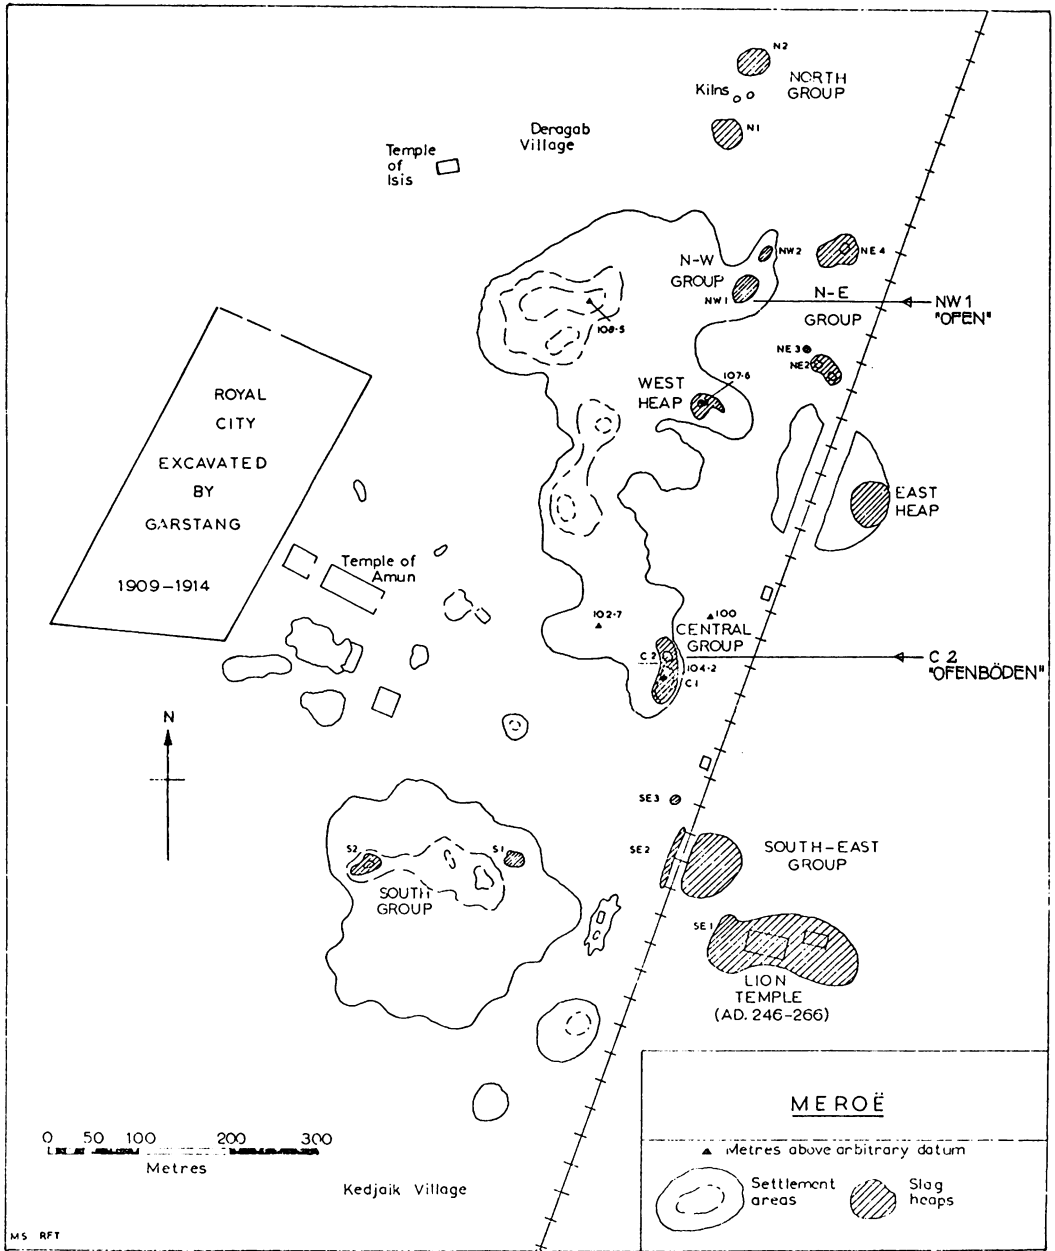 N2
NORTH
GROUP
Kilns
N1
Deragab
Village
Temple
of
Isis
NW2
NE4
N-W
GROUP
NW1
N-E
GROUP
NW1
"OFEN"
108·5
NE3
NE2
WEST
HEAP
107·6
ROYAL
CITY
EXCAVATED
BY
GARSTANG
1909-1914
EAST
HEAP
Temple of
Amun
102·7
100
CENTRAL
GROUP
C2
104·2
C1
C2
"OFENBÖDEN"
N
SE3
SE2
SOUTH-EAST
GROUP
S2
S1
SOUTH
GROUP
SE1
LION
TEMPLE
(AD. 246-266)
MEROË
Metres above arbitrary datum
Settlement
areas
Slag
heaps
0 50 100 200 300
Metres
Kedjaik Village
MS RFT